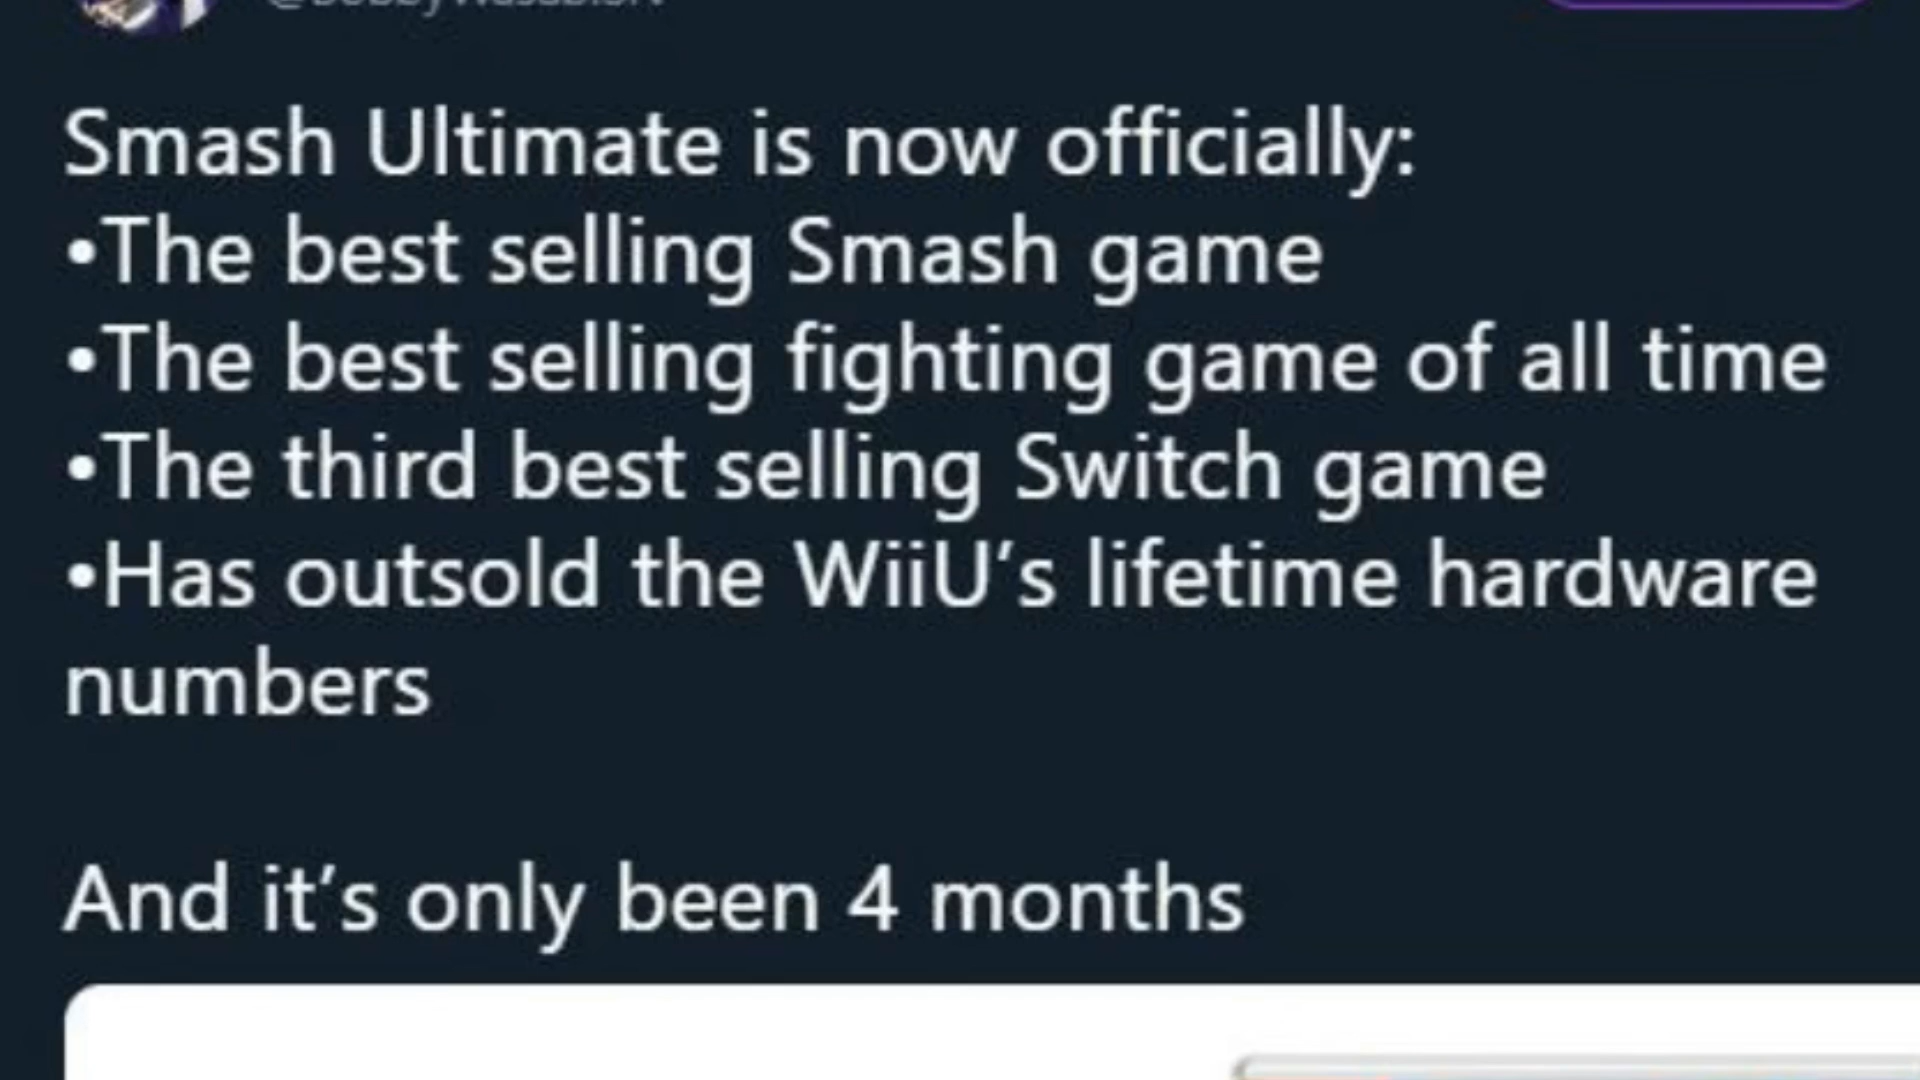 Smash Ultimate is now officially:
•The best selling Smash game
•The best selling fighting game of all time
•The third best selling Switch game
•Has outsold the WiiU’s lifetime hardware
numbers
And it’s only been 4 months